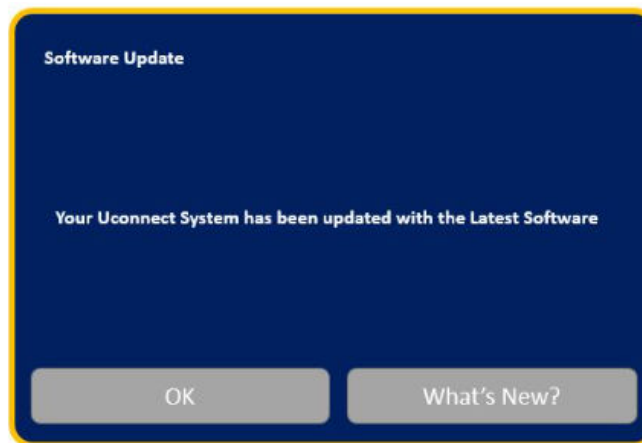 Software Update
Your Uconnect System has been updated with the Latest Software
OK
What's New?